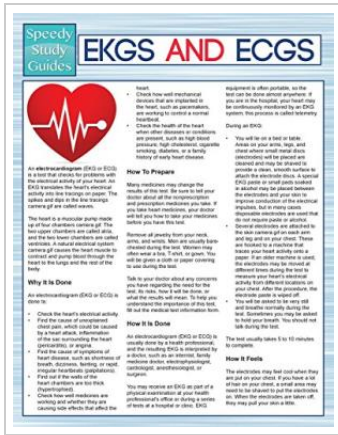 Speedy
Study
Guides
EKGS AND ECGS
An electrocardiogram (EKG or ECG)
is a test that checks for problems with
the electrical activity of your heart. An
EKG translates the heart's electrical
activity into line tracings on paper. The
spikes and dips in the line tracings
camera gif are called waves.
The heart is a muscular pump made
up of four chambers camera gif. The
two upper chambers are called atria,
and the two lower chambers are called
ventricles. A natural electrical system
camera gif causes the heart muscle to
contract and pump blood through the
heart to the lungs and the rest of the
body.
Why It Is Done
An electrocardiogram (EKG or ECG) is
done to:
• Check the heart's electrical activity.
• Find the cause of unexplained
chest pain, which could be caused
by a heart attack, inflammation
of the sac surrounding the heart
(pericarditis), or angina.
• Find the cause of symptoms of
heart disease, such as shortness of
breath, dizziness, fainting, or rapid,
irregular heartbeats (palpitations).
• Find out if the walls of the
heart chambers are too thick
(hypertrophied).
• Check how well medicines are
working and whether they are
causing side effects that affect the
heart.
• Check how well mechanical
devices that are implanted in
the heart, such as pacemakers,
are working to control a normal
heartbeat.
• Check the health of the heart
when other diseases or conditions
are present, such as high blood
pressure, high cholesterol, cigarette
smoking, diabetes, or a family
history of early heart disease.
How To Prepare
Many medicines may change the
results of this test. Be sure to tell your
doctor about all the nonprescription
and prescription medicines you take. If
you take heart medicines, your doctor
will tell you how to take your medicines
before you have this test.
Remove all jewelry from your neck,
arms, and wrists. Men are usually bare-
chested during the test. Women may
often wear a bra, T-shirt, or gown. You
will be given a cloth or paper covering
to use during the test.
Talk to your doctor about any concerns
you have regarding the need for the
test, its risks, how it will be done, or
what the results will mean. To help you
understand the importance of this test,
fill out the medical test information form.
How It Is Done
An electrocardiogram (EKG or ECG) is
usually done by a health professional,
and the resulting EKG is interpreted by
a doctor, such as an internist, family
medicine doctor, electrophysiologist,
cardiologist, anesthesiologist, or
surgeon.
You may receive an EKG as part of a
physical examination at your health
professional's office or during a series
of tests at a hospital or clinic. EKG
equipment is often portable, so the
test can be done almost anywhere. If
you are in the hospital, your heart may
be continuously monitored by an EKG
system; this process is called telemetry.
During an EKG:
• You will lie on a bed or table.
Areas on your arms, legs, and
chest where small metal discs
(electrodes) will be placed are
cleaned and may be shaved to
provide a clean, smooth surface to
attach the electrode discs. A special
EKG paste or small pads soaked
in alcohol may be placed between
the electrodes and your skin to
improve conduction of the electrical
impulses, but in many cases
disposable electrodes are used that
do not require paste or alcohol.
• Several electrodes are attached to
the skin camera gif on each arm
and leg and on your chest. These
are hooked to a machine that
traces your heart activity onto a
paper. If an older machine is used,
the electrodes may be moved at
different times during the test to
measure your heart's electrical
activity from different locations on
your chest. After the procedure, the
electrode paste is wiped off.
• You will be asked to lie very still
and breathe normally during the
test. Sometimes you may be asked
to hold your breath. You should not
talk during the test.
The test usually takes 5 to 10 minutes
to complete.
How It Feels
The electrodes may feel cool when they
are put on your chest. If you have a lot
of hair on your chest, a small area may
need to be shaved to put the electrodes
on. When the electrodes are taken off,
they may pull your skin a little.